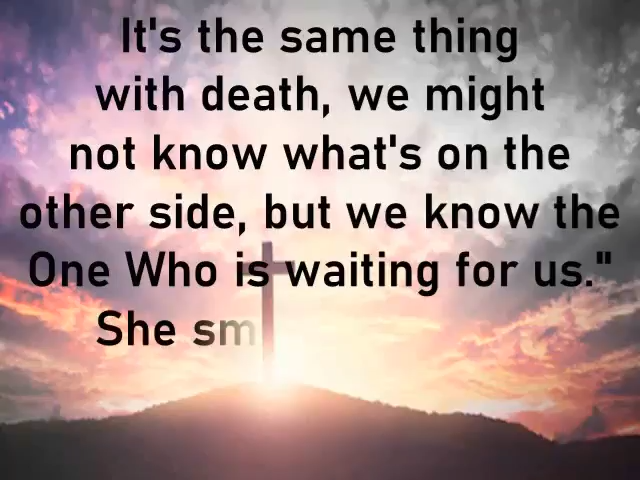 It's the same thing
with death, we might
not know what's on the
other side, but we know the
One Who is waiting for us."
She sm